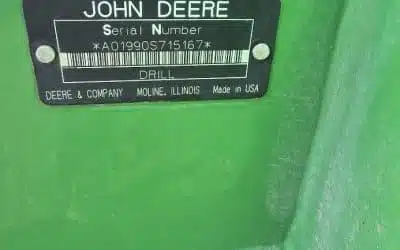 JOHN DEERE
Serial Number
*A01990S715167*
DRILL
DEERE & COMPANY MOLINE, ILLINOIS Made in USA